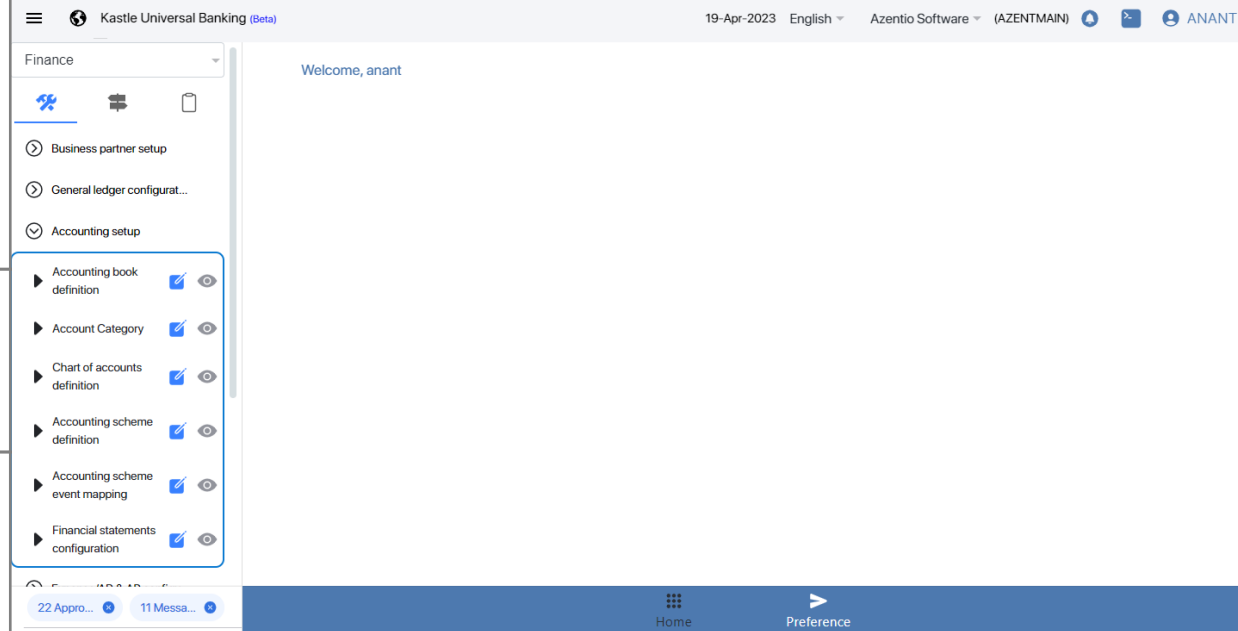 Kastle Universal Banking (Beta)
19-Apr-2023 English Azentio Software (AZENTMAIN) ANANT
Finance
Welcome, anant
Business partner setup
General ledger configurat...
Accounting setup
Accounting book
definition
Account Category
Chart of accounts
definition
Accounting scheme
definition
Accounting scheme
event mapping
Financial statements
configuration
22 Appro...
11 Messa...
Home
Preference